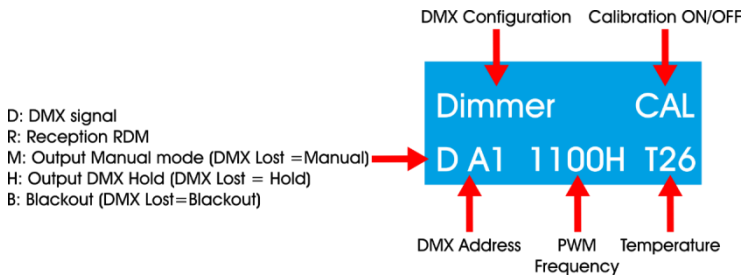 DMX Configuration Calibration ON/OFF
Dimmer CAL
D: DMX signal
R: Reception RDM
M: Output Manual mode (DMX Lost =Manual)
H: Output DMX Hold (DMX Lost = Hold)
B: Blackout (DMX Lost=Blackout)
D A1 1100H T26
DMX Address PWM Frequency Temperature